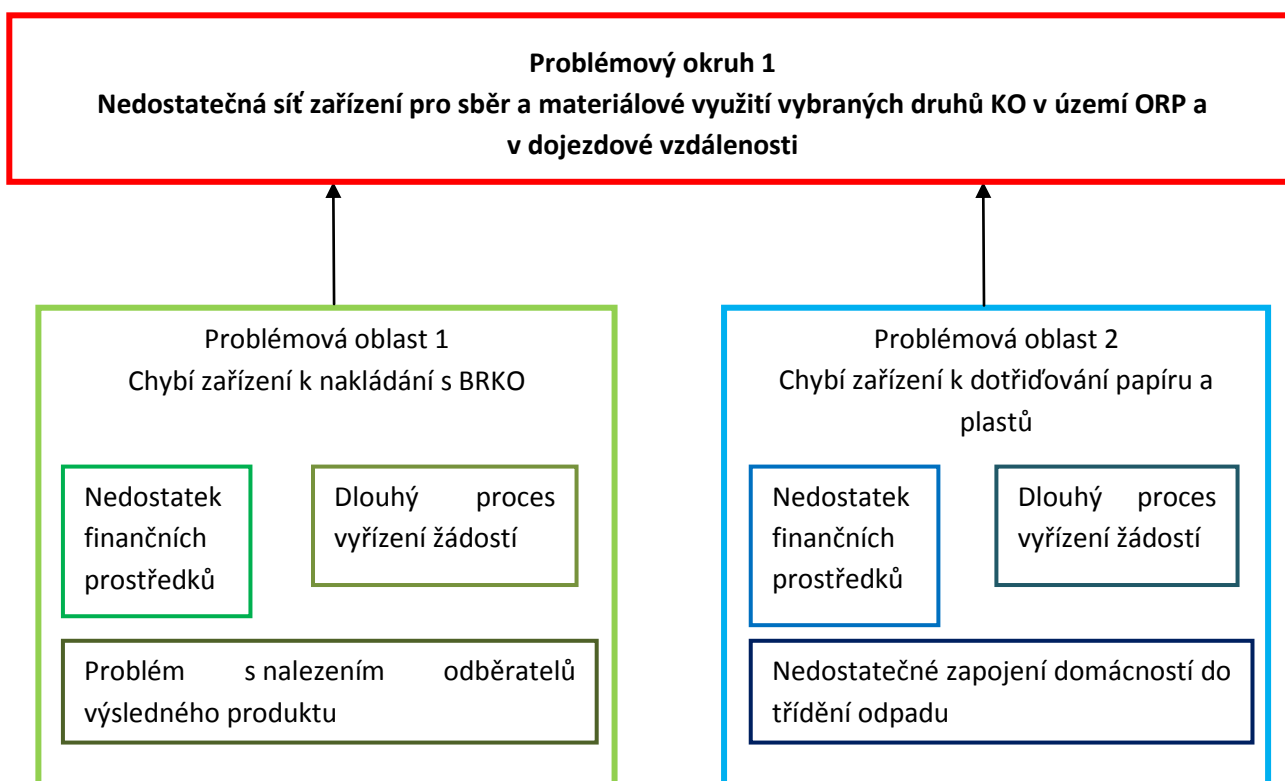 Problémový okruh 1
Nedostatečná síť zařízení pro sběr a materiálové využití vybraných druhů KO v území ORP a
v dojezdové vzdálenosti
Problémová oblast 1
Chybí zařízení k nakládání s BRKO
Nedostatek
finančních
prostředků
Dlouhý proces
vyřízení žádostí
Problém s nalezením odběratelů
výsledného produktu
Problémová oblast 2
Chybí zařízení k dotřiďování papíru a
plastů
Nedostatek
finančních
prostředků
Dlouhý proces
vyřízení žádostí
Nedostatečné zapojení domácností do
třídění odpadu